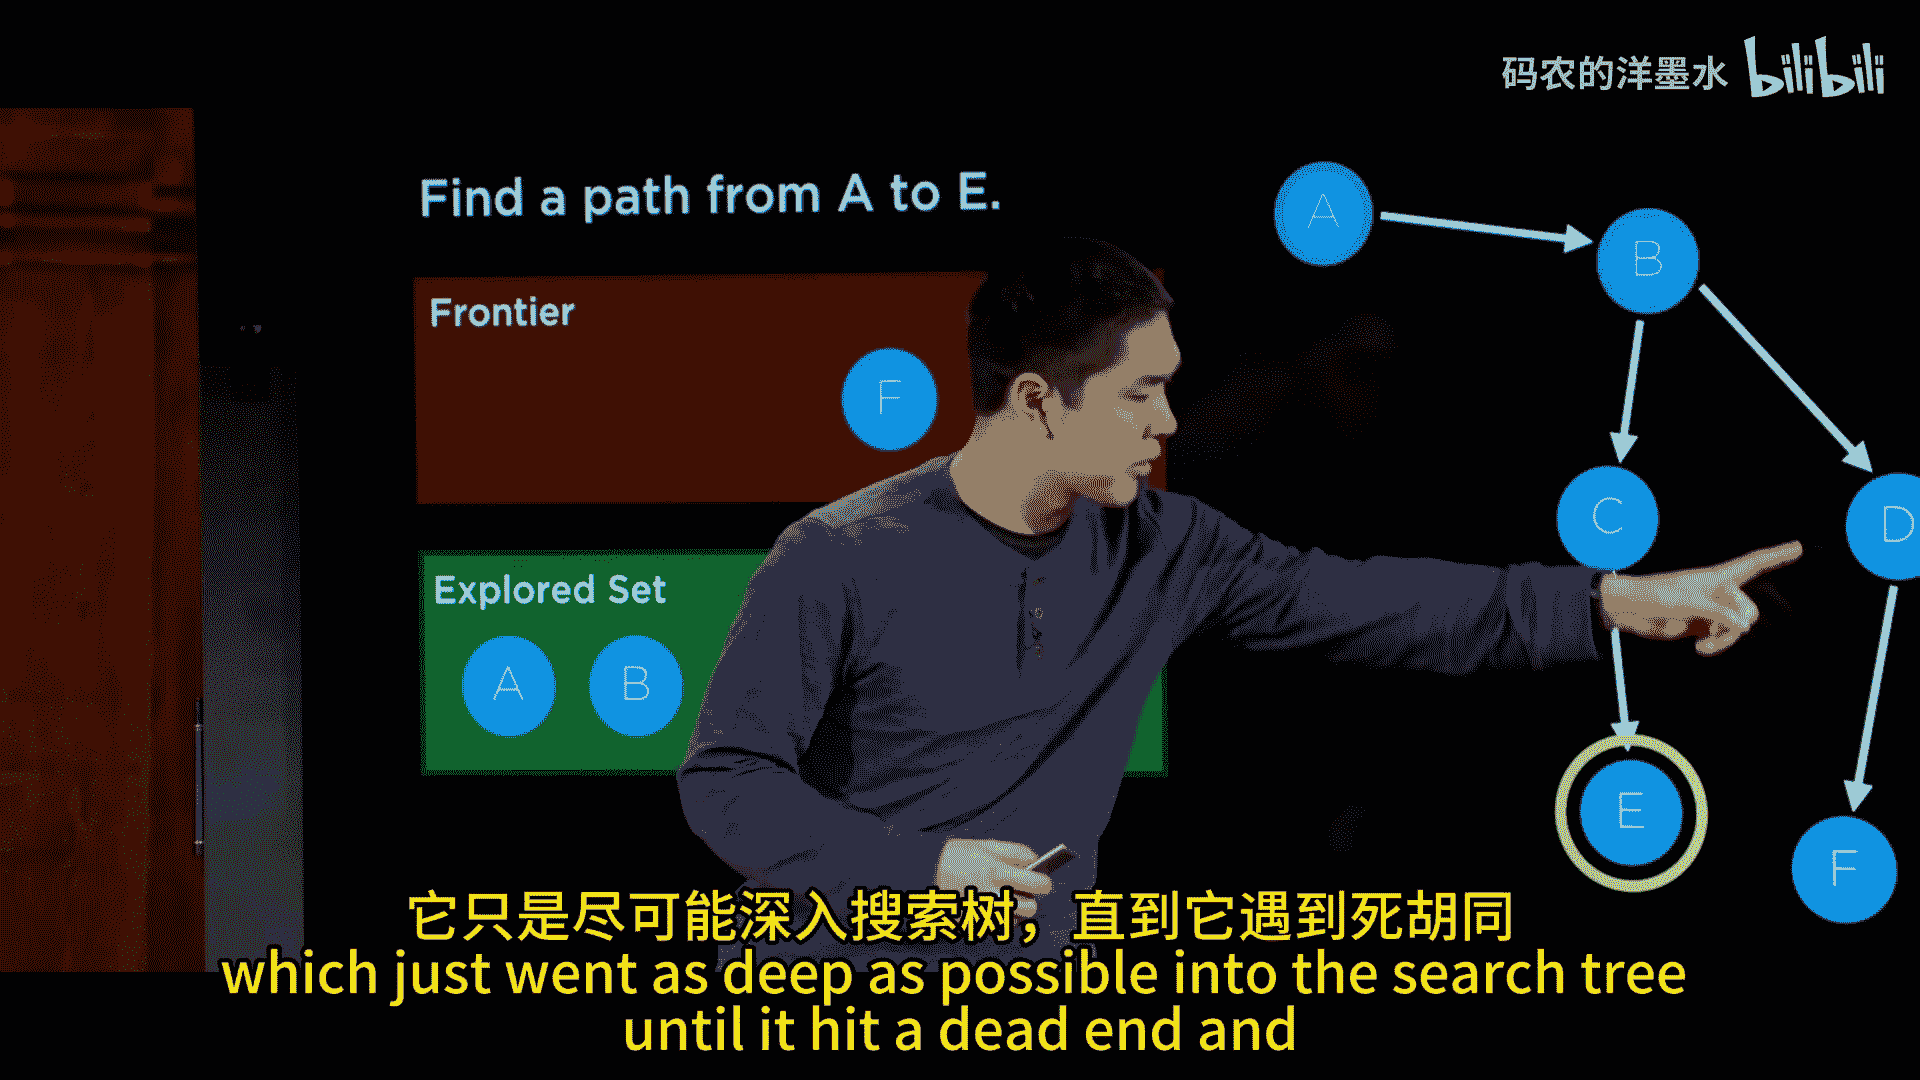 码农的洋墨水 bilibili
Find a path from A to E.
A
B
Frontier
F
C
D
Explored Set
A B
E
F
它只是尽可能深入搜索树，直到它遇到死胡同
which just went as deep as possible into the search tree
until it hit a dead end and